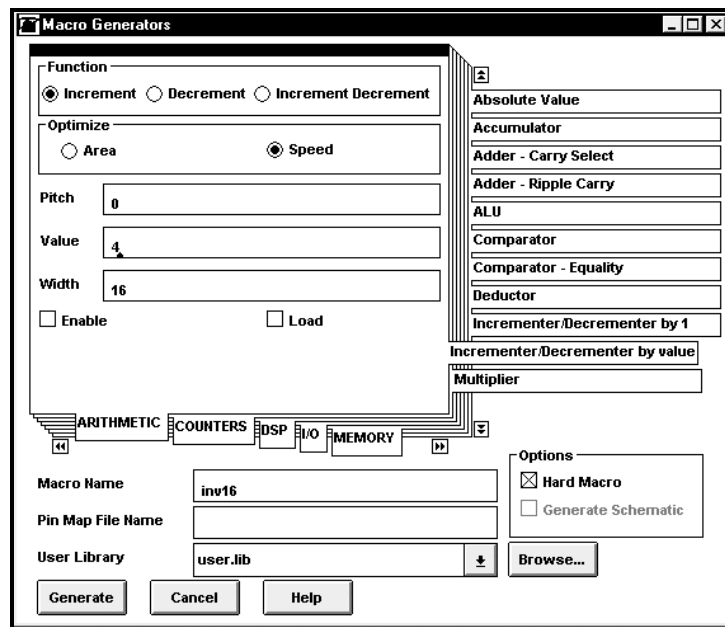 Macro Generators
Function
Increment Decrement Increment Decrement
Optimize
Area Speed
Pitch 0
Value 4
Width 16
Enable Load
Absolute Value
Accumulator
Adder - Carry Select
Adder - Ripple Carry
ALU
Comparator
Comparator - Equality
Deductor
Incrementer/Decrementer by 1
Incrementer/Decrementer by value
Multiplier
ARITHMETIC COUNTERS DSP I/O MEMORY
Macro Name inv16
Pin Map File Name
User Library user.lib
Options
Hard Macro
Generate Schematic
Browse...
Generate Cancel Help